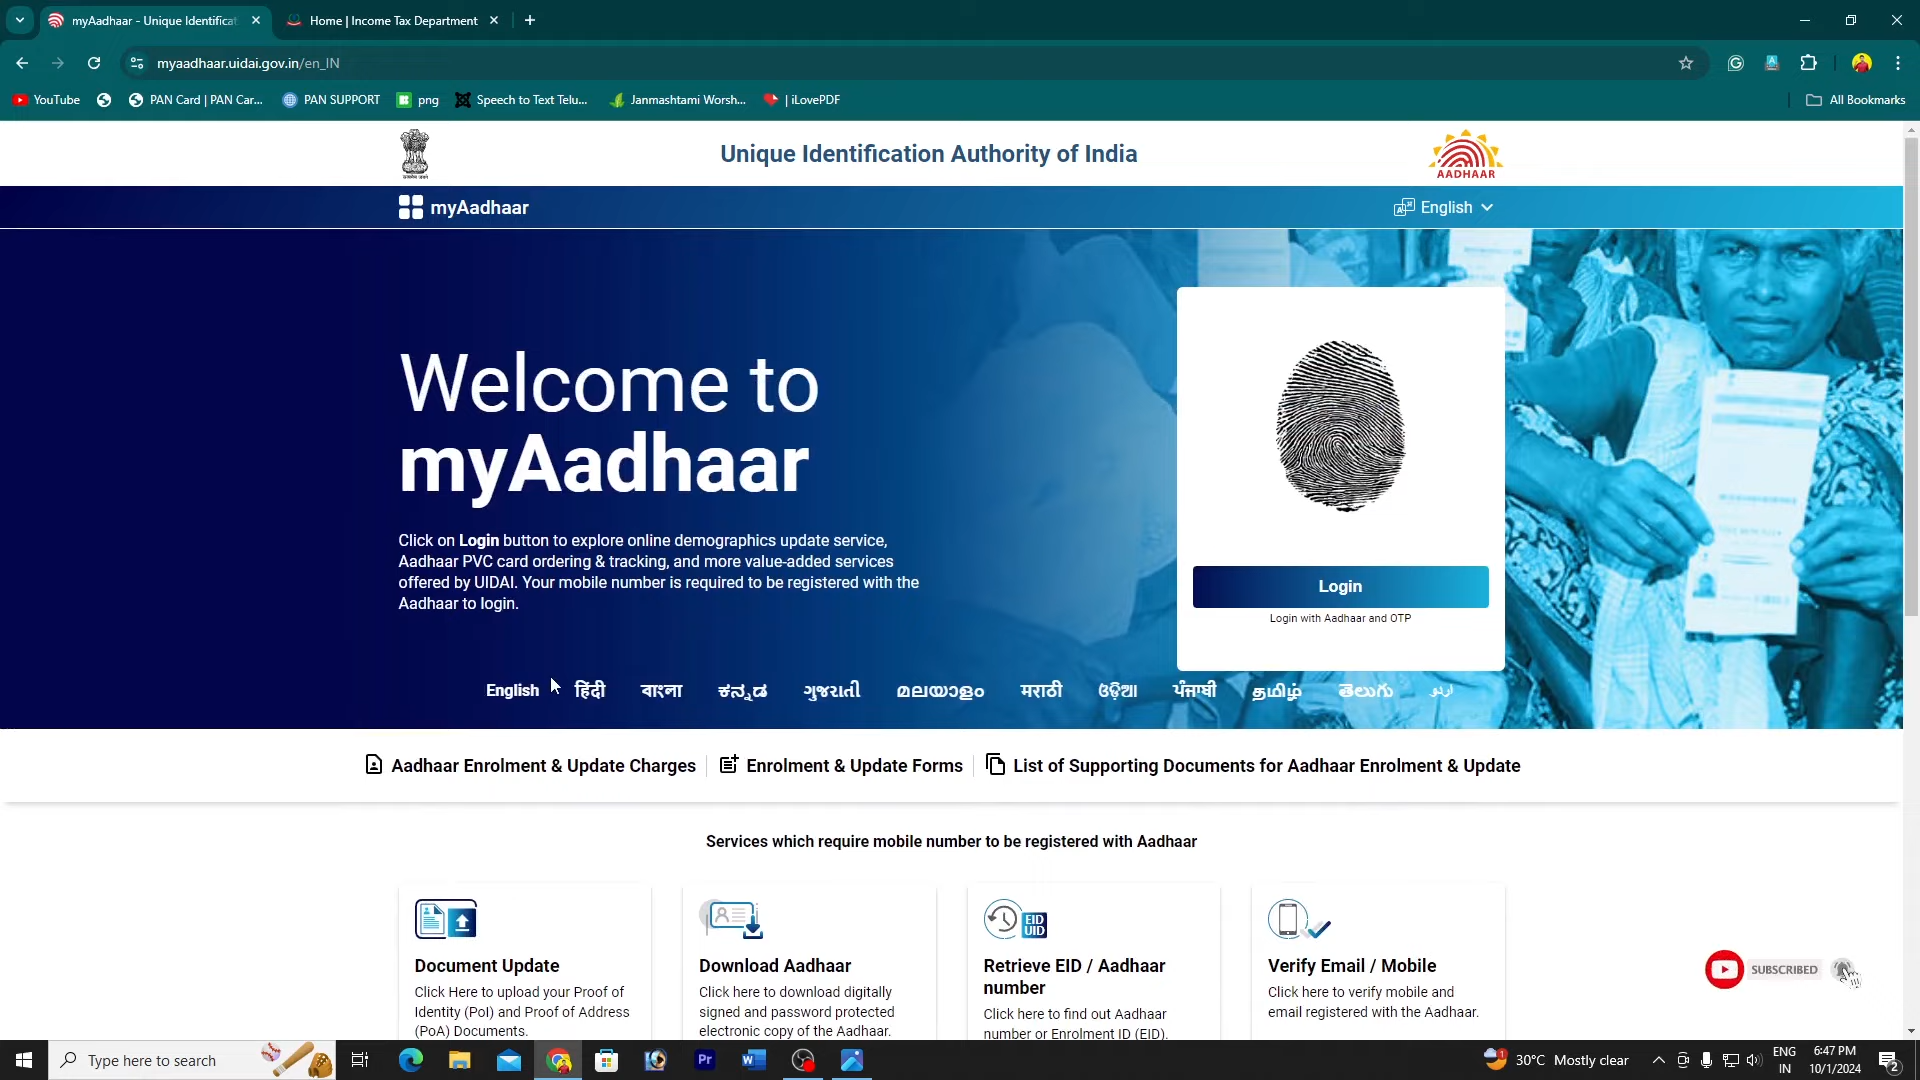 myAadhaar - Unique Identificat
Home | Income Tax Department
myaadhaar.uidai.gov.in/en_IN
YouTube
PAN Card | PAN Car...
PAN SUPPORT
png
Speech to Text Telu...
Janmashtami Worsh...
| iLovePDF
All Bookmarks
Unique Identification Authority of India
AADHAAR
myAadhaar
English
Welcome to
myAadhaar
Click on Login button to explore online demographics update service,
Aadhaar PVC card ordering & tracking, and more value-added services
offered by UIDAI. Your mobile number is required to be registered with the
Aadhaar to login.
Login
Login with Aadhaar and OTP
English हिंदी বাংলা ಕನ್ನಡ ગુજરાતી മലയാളം मराठी ଓଡ଼ିଆ ਪੰਜਾਬੀ தமிழ் తెలుగు اردو
Aadhaar Enrolment & Update Charges
Enrolment & Update Forms
List of Supporting Documents for Aadhaar Enrolment & Update
Services which require mobile number to be registered with Aadhaar
Document Update
Click Here to upload your Proof of
Identity (PoI) and Proof of Address
(PoA) Documents.
Download Aadhaar
Click here to download digitally
signed and password protected
electronic copy of the Aadhaar.
EID
UID
Retrieve EID / Aadhaar
number
Click here to find out Aadhaar
number or Enrolment ID (EID).
Verify Email / Mobile
Click here to verify mobile and
email registered with the Aadhaar.
SUBSCRIBED
Type here to search
Pr
W
1
30°C Mostly clear
ENG
IN
6:47 PM
10/1/2024
2